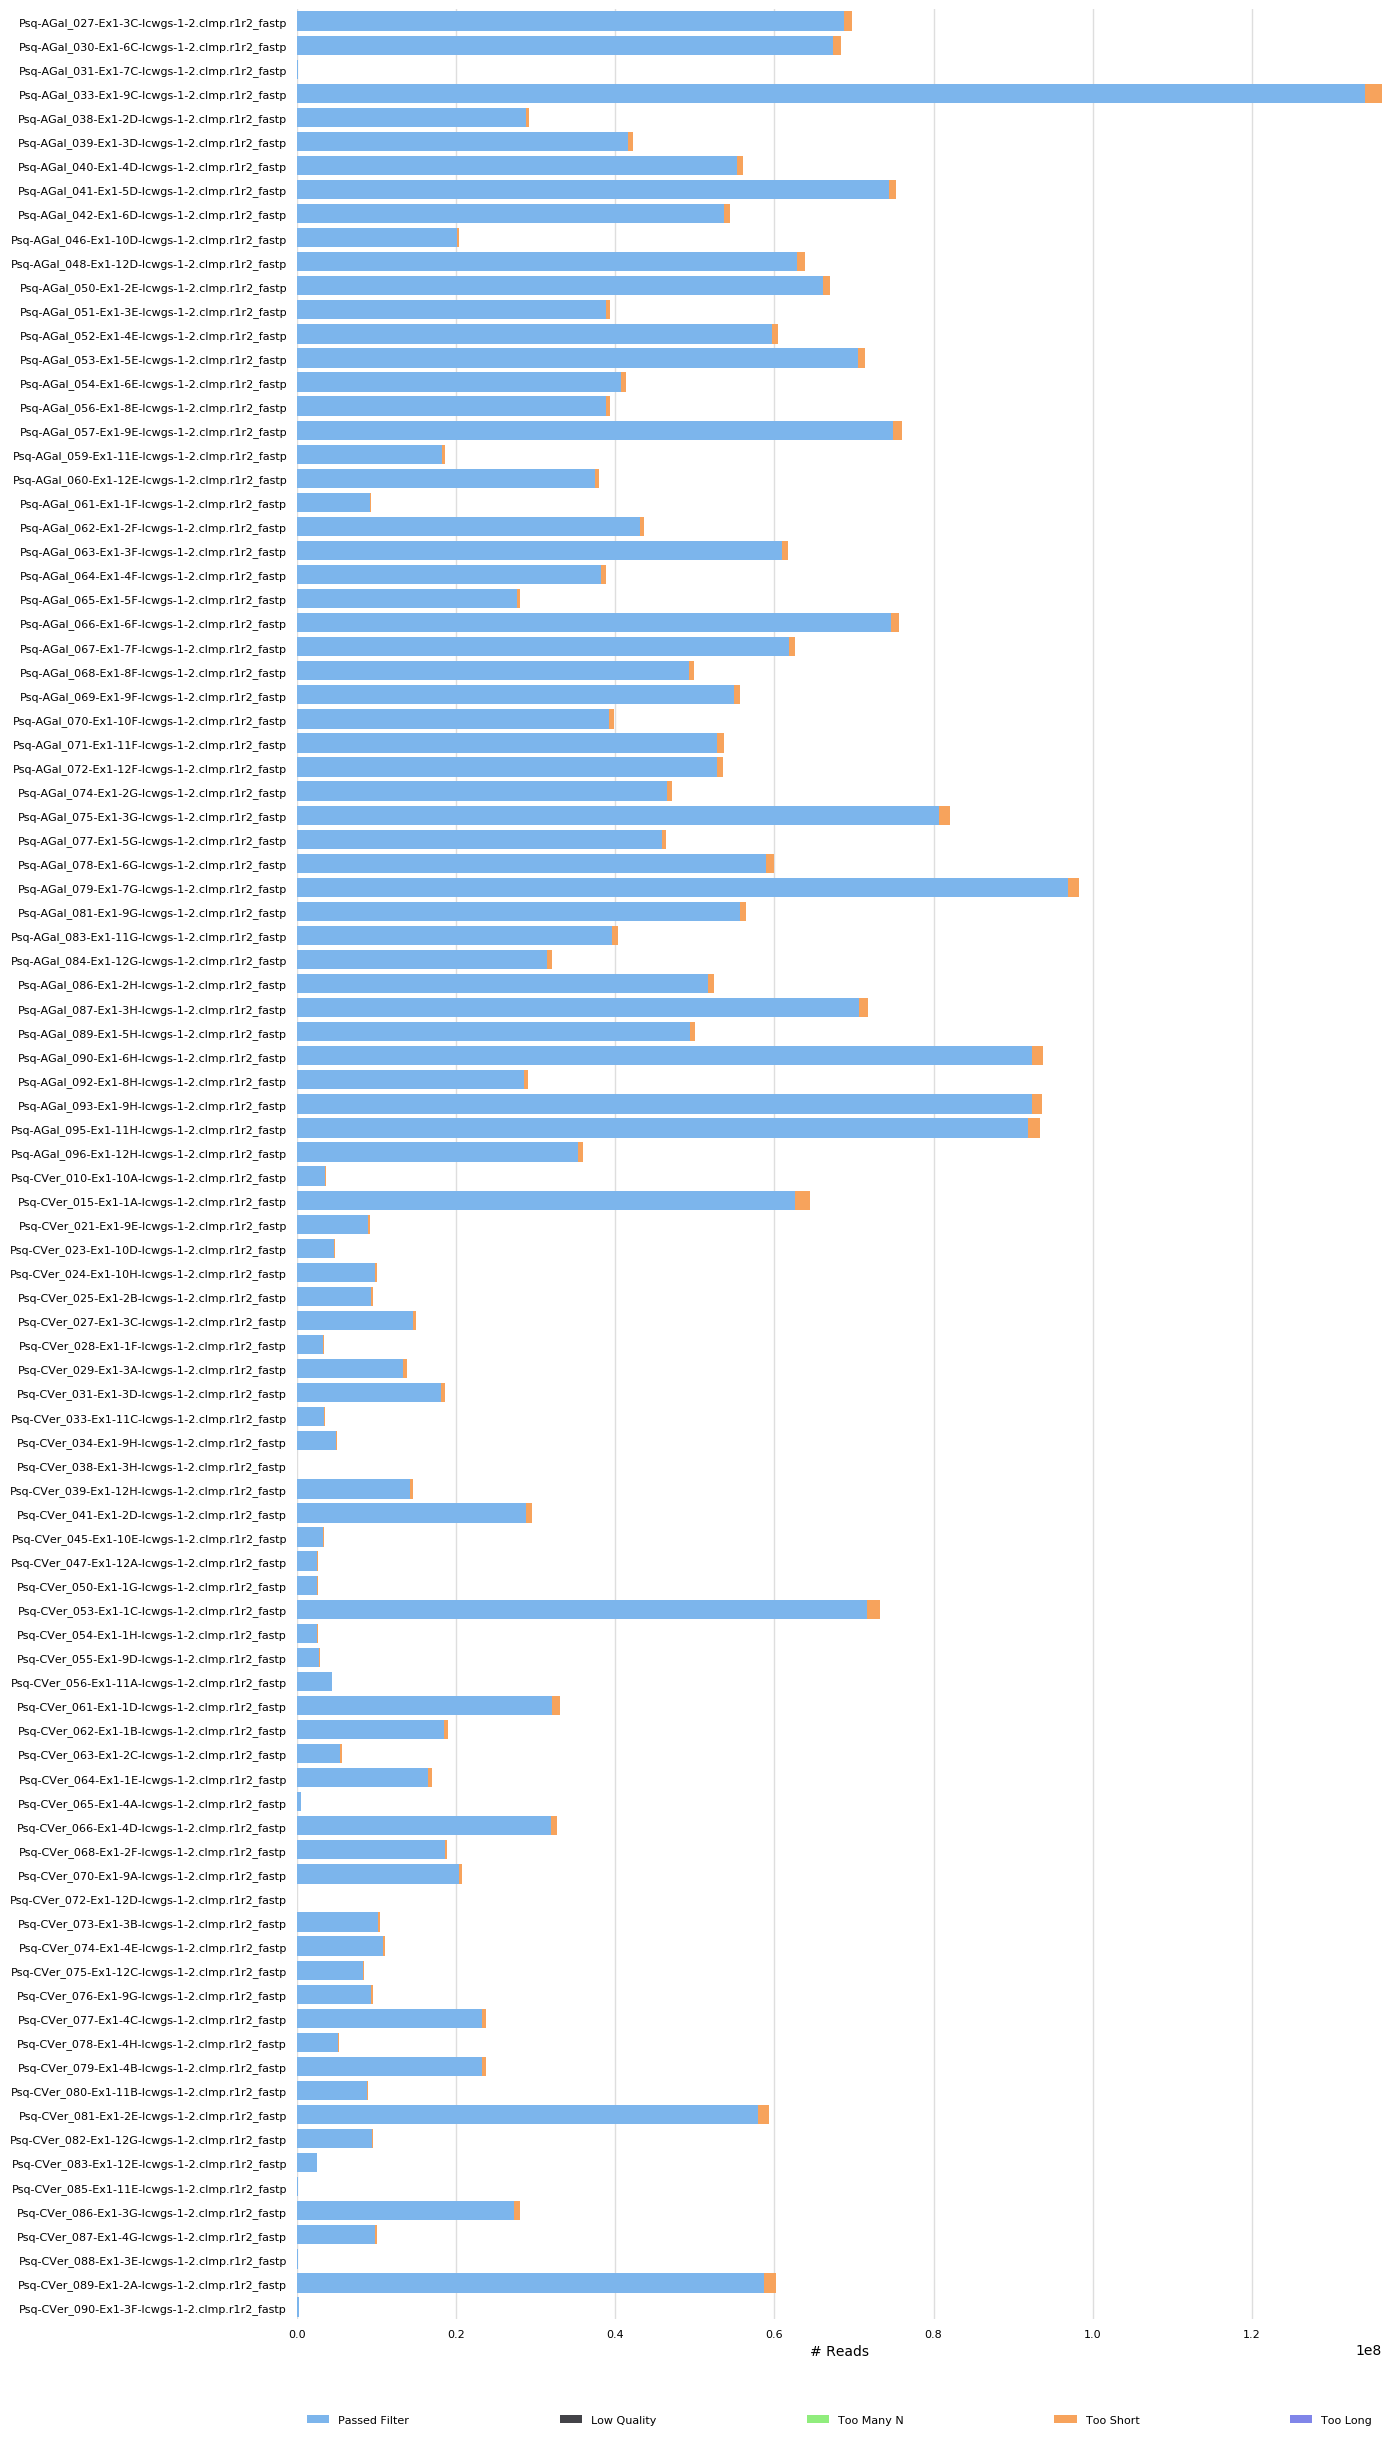 Psq-AGal_027-Ex1-3C-lcwgs-1-2.clmp.r1r2_fastp
Psq-AGal_030-Ex1-6C-lcwgs-1-2.clmp.r1r2_fastp
Psq-AGal_031-Ex1-7C-lcwgs-1-2.clmp.r1r2_fastp
Psq-AGal_033-Ex1-9C-lcwgs-1-2.clmp.r1r2_fastp
Psq-AGal_038-Ex1-2D-lcwgs-1-2.clmp.r1r2_fastp
Psq-AGal_039-Ex1-3D-lcwgs-1-2.clmp.r1r2_fastp
Psq-AGal_040-Ex1-4D-lcwgs-1-2.clmp.r1r2_fastp
Psq-AGal_041-Ex1-5D-lcwgs-1-2.clmp.r1r2_fastp
Psq-AGal_042-Ex1-6D-lcwgs-1-2.clmp.r1r2_fastp
Psq-AGal_046-Ex1-10D-lcwgs-1-2.clmp.r1r2_fastp
Psq-AGal_048-Ex1-12D-lcwgs-1-2.clmp.r1r2_fastp
Psq-AGal_050-Ex1-2E-lcwgs-1-2.clmp.r1r2_fastp
Psq-AGal_051-Ex1-3E-lcwgs-1-2.clmp.r1r2_fastp
Psq-AGal_052-Ex1-4E-lcwgs-1-2.clmp.r1r2_fastp
Psq-AGal_053-Ex1-5E-lcwgs-1-2.clmp.r1r2_fastp
Psq-AGal_054-Ex1-6E-lcwgs-1-2.clmp.r1r2_fastp
Psq-AGal_056-Ex1-8E-lcwgs-1-2.clmp.r1r2_fastp
Psq-AGal_057-Ex1-9E-lcwgs-1-2.clmp.r1r2_fastp
Psq-AGal_059-Ex1-11E-lcwgs-1-2.clmp.r1r2_fastp
Psq-AGal_060-Ex1-12E-lcwgs-1-2.clmp.r1r2_fastp
Psq-AGal_061-Ex1-1F-lcwgs-1-2.clmp.r1r2_fastp
Psq-AGal_062-Ex1-2F-lcwgs-1-2.clmp.r1r2_fastp
Psq-AGal_063-Ex1-3F-lcwgs-1-2.clmp.r1r2_fastp
Psq-AGal_064-Ex1-4F-lcwgs-1-2.clmp.r1r2_fastp
Psq-AGal_065-Ex1-5F-lcwgs-1-2.clmp.r1r2_fastp
Psq-AGal_066-Ex1-6F-lcwgs-1-2.clmp.r1r2_fastp
Psq-AGal_067-Ex1-7F-lcwgs-1-2.clmp.r1r2_fastp
Psq-AGal_068-Ex1-8F-lcwgs-1-2.clmp.r1r2_fastp
Psq-AGal_069-Ex1-9F-lcwgs-1-2.clmp.r1r2_fastp
Psq-AGal_070-Ex1-10F-lcwgs-1-2.clmp.r1r2_fastp
Psq-AGal_071-Ex1-11F-lcwgs-1-2.clmp.r1r2_fastp
Psq-AGal_072-Ex1-12F-lcwgs-1-2.clmp.r1r2_fastp
Psq-AGal_074-Ex1-2G-lcwgs-1-2.clmp.r1r2_fastp
Psq-AGal_075-Ex1-3G-lcwgs-1-2.clmp.r1r2_fastp
Psq-AGal_077-Ex1-5G-lcwgs-1-2.clmp.r1r2_fastp
Psq-AGal_078-Ex1-6G-lcwgs-1-2.clmp.r1r2_fastp
Psq-AGal_079-Ex1-7G-lcwgs-1-2.clmp.r1r2_fastp
Psq-AGal_081-Ex1-9G-lcwgs-1-2.clmp.r1r2_fastp
Psq-AGal_083-Ex1-11G-lcwgs-1-2.clmp.r1r2_fastp
Psq-AGal_084-Ex1-12G-lcwgs-1-2.clmp.r1r2_fastp
Psq-AGal_086-Ex1-2H-lcwgs-1-2.clmp.r1r2_fastp
Psq-AGal_087-Ex1-3H-lcwgs-1-2.clmp.r1r2_fastp
Psq-AGal_089-Ex1-5H-lcwgs-1-2.clmp.r1r2_fastp
Psq-AGal_090-Ex1-6H-lcwgs-1-2.clmp.r1r2_fastp
Psq-AGal_092-Ex1-8H-lcwgs-1-2.clmp.r1r2_fastp
Psq-AGal_093-Ex1-9H-lcwgs-1-2.clmp.r1r2_fastp
Psq-AGal_095-Ex1-11H-lcwgs-1-2.clmp.r1r2_fastp
Psq-AGal_096-Ex1-12H-lcwgs-1-2.clmp.r1r2_fastp
Psq-CVer_010-Ex1-10A-lcwgs-1-2.clmp.r1r2_fastp
Psq-CVer_015-Ex1-1A-lcwgs-1-2.clmp.r1r2_fastp
Psq-CVer_021-Ex1-9E-lcwgs-1-2.clmp.r1r2_fastp
Psq-CVer_023-Ex1-10D-lcwgs-1-2.clmp.r1r2_fastp
Psq-CVer_024-Ex1-10H-lcwgs-1-2.clmp.r1r2_fastp
Psq-CVer_025-Ex1-2B-lcwgs-1-2.clmp.r1r2_fastp
Psq-CVer_027-Ex1-3C-lcwgs-1-2.clmp.r1r2_fastp
Psq-CVer_028-Ex1-1F-lcwgs-1-2.clmp.r1r2_fastp
Psq-CVer_029-Ex1-3A-lcwgs-1-2.clmp.r1r2_fastp
Psq-CVer_031-Ex1-3D-lcwgs-1-2.clmp.r1r2_fastp
Psq-CVer_033-Ex1-11C-lcwgs-1-2.clmp.r1r2_fastp
Psq-CVer_034-Ex1-9H-lcwgs-1-2.clmp.r1r2_fastp
Psq-CVer_038-Ex1-3H-lcwgs-1-2.clmp.r1r2_fastp
Psq-CVer_039-Ex1-12H-lcwgs-1-2.clmp.r1r2_fastp
Psq-CVer_041-Ex1-2D-lcwgs-1-2.clmp.r1r2_fastp
Psq-CVer_045-Ex1-10E-lcwgs-1-2.clmp.r1r2_fastp
Psq-CVer_047-Ex1-12A-lcwgs-1-2.clmp.r1r2_fastp
Psq-CVer_050-Ex1-1G-lcwgs-1-2.clmp.r1r2_fastp
Psq-CVer_053-Ex1-1C-lcwgs-1-2.clmp.r1r2_fastp
Psq-CVer_054-Ex1-1H-lcwgs-1-2.clmp.r1r2_fastp
Psq-CVer_055-Ex1-9D-lcwgs-1-2.clmp.r1r2_fastp
Psq-CVer_056-Ex1-11A-lcwgs-1-2.clmp.r1r2_fastp
Psq-CVer_061-Ex1-1D-lcwgs-1-2.clmp.r1r2_fastp
Psq-CVer_062-Ex1-1B-lcwgs-1-2.clmp.r1r2_fastp
Psq-CVer_063-Ex1-2C-lcwgs-1-2.clmp.r1r2_fastp
Psq-CVer_064-Ex1-1E-lcwgs-1-2.clmp.r1r2_fastp
Psq-CVer_065-Ex1-4A-lcwgs-1-2.clmp.r1r2_fastp
Psq-CVer_066-Ex1-4D-lcwgs-1-2.clmp.r1r2_fastp
Psq-CVer_068-Ex1-2F-lcwgs-1-2.clmp.r1r2_fastp
Psq-CVer_070-Ex1-9A-lcwgs-1-2.clmp.r1r2_fastp
Psq-CVer_072-Ex1-12D-lcwgs-1-2.clmp.r1r2_fastp
Psq-CVer_073-Ex1-3B-lcwgs-1-2.clmp.r1r2_fastp
Psq-CVer_074-Ex1-4E-lcwgs-1-2.clmp.r1r2_fastp
Psq-CVer_075-Ex1-12C-lcwgs-1-2.clmp.r1r2_fastp
Psq-CVer_076-Ex1-9G-lcwgs-1-2.clmp.r1r2_fastp
Psq-CVer_077-Ex1-4C-lcwgs-1-2.clmp.r1r2_fastp
Psq-CVer_078-Ex1-4H-lcwgs-1-2.clmp.r1r2_fastp
Psq-CVer_079-Ex1-4B-lcwgs-1-2.clmp.r1r2_fastp
Psq-CVer_080-Ex1-11B-lcwgs-1-2.clmp.r1r2_fastp
Psq-CVer_081-Ex1-2E-lcwgs-1-2.clmp.r1r2_fastp
Psq-CVer_082-Ex1-12G-lcwgs-1-2.clmp.r1r2_fastp
Psq-CVer_083-Ex1-12E-lcwgs-1-2.clmp.r1r2_fastp
Psq-CVer_085-Ex1-11E-lcwgs-1-2.clmp.r1r2_fastp
Psq-CVer_086-Ex1-3G-lcwgs-1-2.clmp.r1r2_fastp
Psq-CVer_087-Ex1-4G-lcwgs-1-2.clmp.r1r2_fastp
Psq-CVer_088-Ex1-3E-lcwgs-1-2.clmp.r1r2_fastp
Psq-CVer_089-Ex1-2A-lcwgs-1-2.clmp.r1r2_fastp
Psq-CVer_090-Ex1-3F-lcwgs-1-2.clmp.r1r2_fastp
0.0 0.2 0.4 0.6 0.8 1.0 1.2
# Reads 1e8
Passed Filter Low Quality Too Many N Too Short Too Long